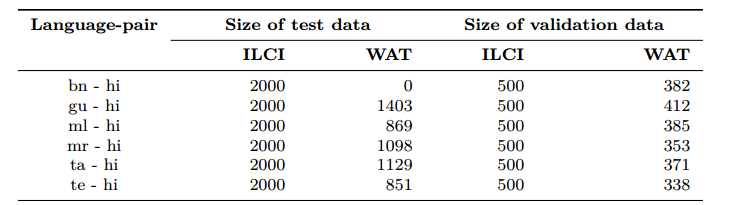 Language-pair Size of test data Size of validation data
ILCI WAT ILCI WAT
bn - hi 2000 0 500 382
gu - hi 2000 1403 500 412
ml - hi 2000 869 500 385
mr - hi 2000 1098 500 353
ta - hi 2000 1129 500 371
te - hi 2000 851 500 338